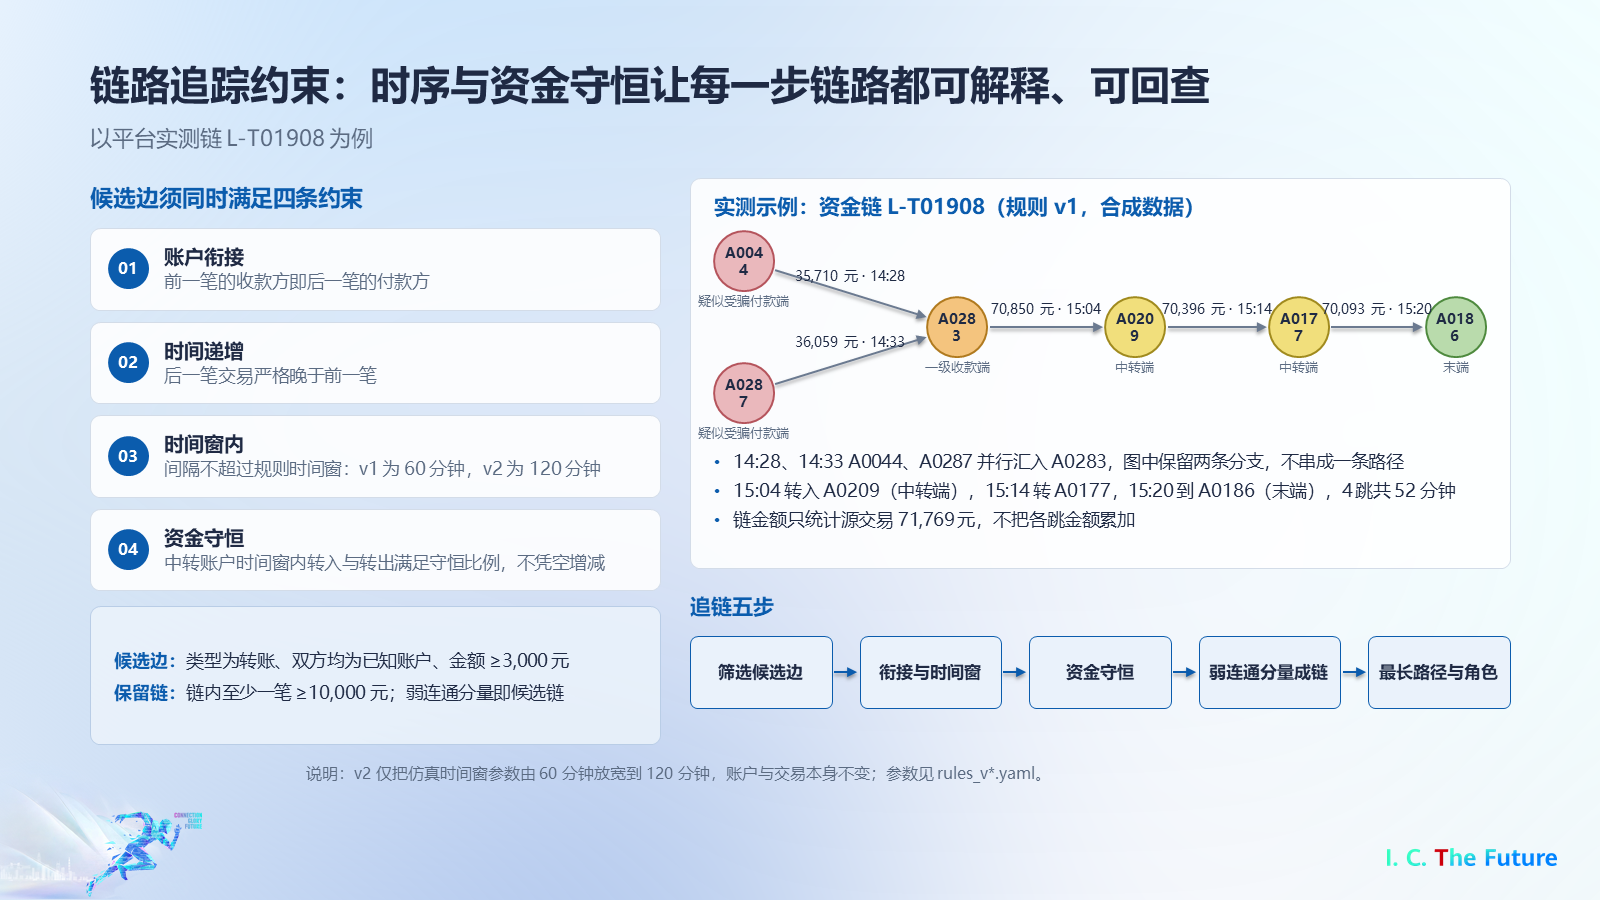 链路追踪约束：时序与资金守恒让每一步链路都可解释、可回查
以平台实测链 L-T01908 为例
候选边须同时满足四条约束
01
账户衔接
前一笔的收款方即后一笔的付款方
02
时间递增
后一笔交易严格晚于前一笔
03
时间窗内
间隔不超过规则时间窗：v1 为 60 分钟，v2 为 120 分钟
04
资金守恒
中转账户时间窗内转入与转出满足守恒比例，不凭空增减
候选边：类型为转账、双方均为已知账户、金额 ≥3,000 元
保留链：链内至少一笔 ≥10,000 元；弱连通分量即候选链
实测示例：资金链 L-T01908（规则 v1，合成数据）
A004
4
疑似受骗付款端
35,710 元 · 14:28
A028
7
疑似受骗付款端
36,059 元 · 14:33
A028
3
一级收款端
70,850 元 · 15:04
A020
9
中转端
70,396 元 · 15:14
A017
7
中转端
70,093 元 · 15:20
A018
6
末端
• 14:28、14:33 A0044、A0287 并行汇入 A0283，图中保留两条分支，不串成一条路径
• 15:04 转入 A0209（中转端），15:14 转 A0177，15:20 到 A0186（末端），4 跳共 52 分钟
• 链金额只统计源交易 71,769 元，不把各跳金额累加
追链五步
筛选候选边
衔接与时间窗
资金守恒
弱连通分量成链
最长路径与角色
说明：v2 仅把仿真时间窗参数由 60 分钟放宽到 120 分钟，账户与交易本身不变；参数见 rules_v*.yaml。
CONNECTION
GLORY
FUTURE
I. C. The Future